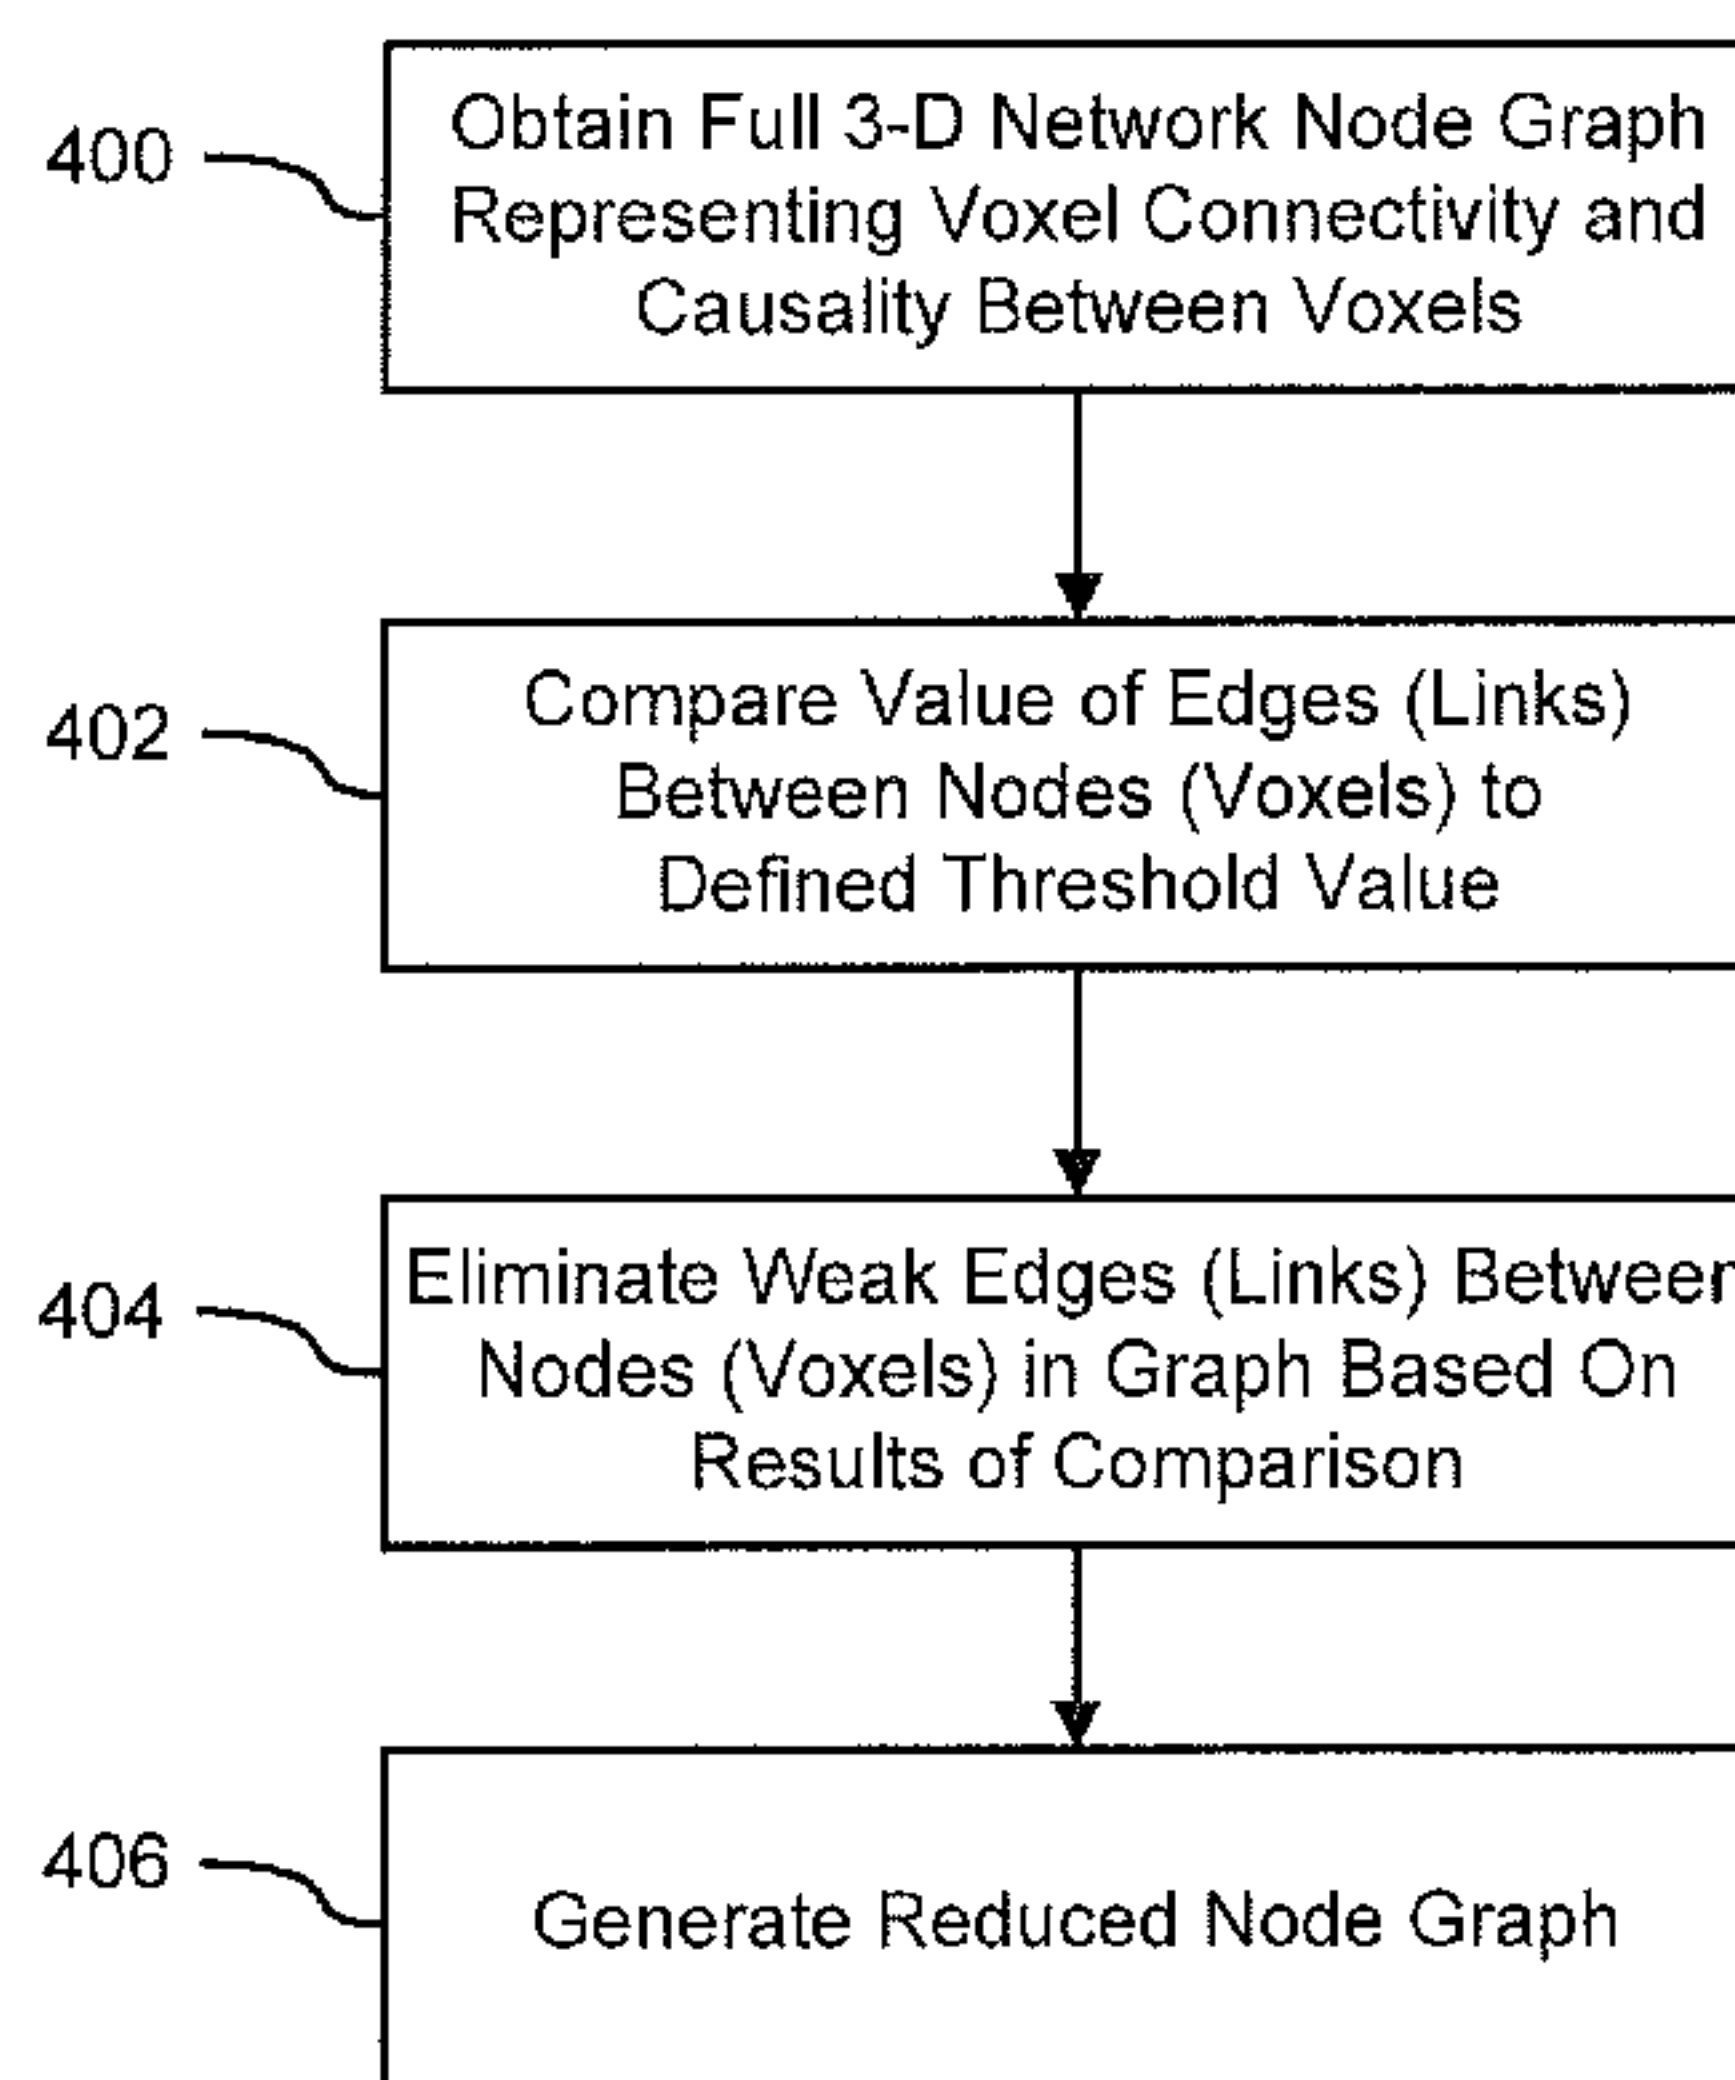 400
Obtain Full 3-D Network Node Graph
Representing Voxel Connectivity and
Causality Between Voxels
402
Compare Value of Edges (Links)
Between Nodes (Voxels) to
Defined Threshold Value
404
Eliminate Weak Edges (Links) Between
Nodes (Voxels) in Graph Based On
Results of Comparison
406
Generate Reduced Node Graph